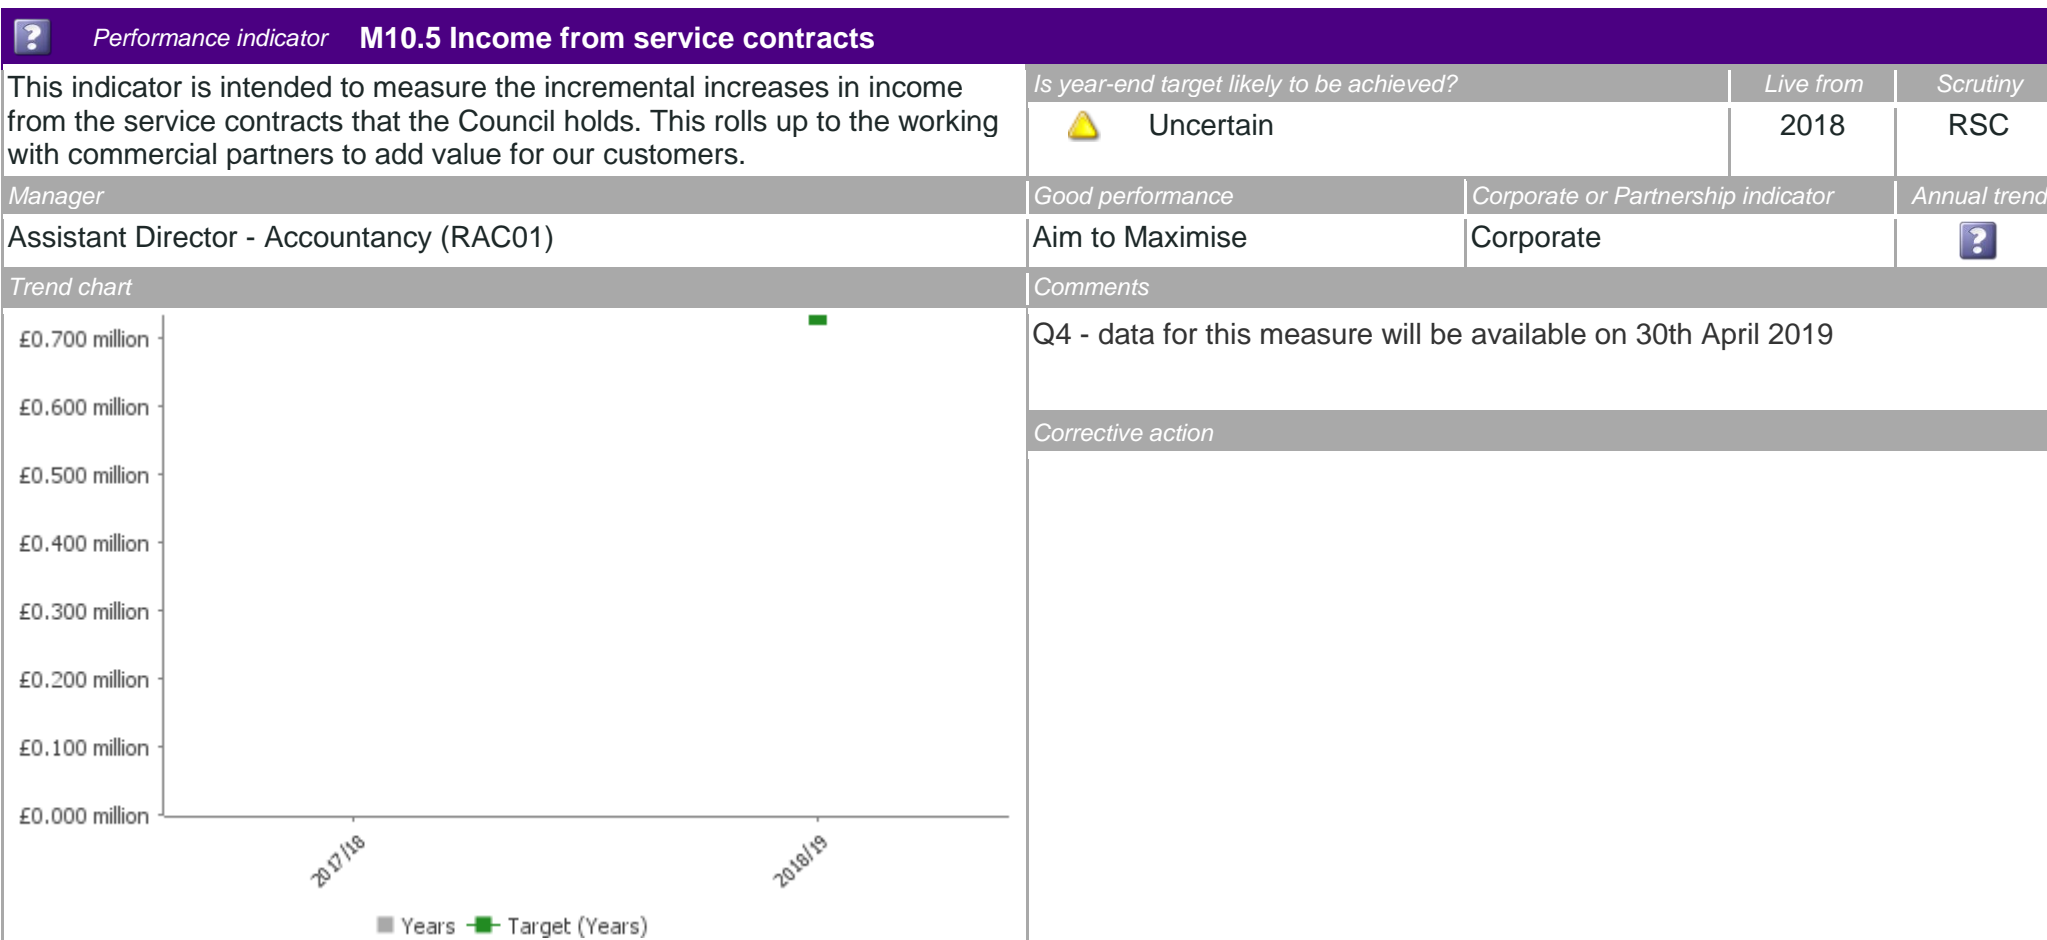 Performance indicator M10.5 Income from service contracts
This indicator is intended to measure the incremental increases in income
from the service contracts that the Council holds. This rolls up to the working
with commercial partners to add value for our customers.
Is year-end target likely to be achieved? Live from Scrutiny
Uncertain 2018 RSC
Manager Good performance Corporate or Partnership indicator Annual trend
Assistant Director - Accountancy (RAC01) Aim to Maximise Corporate ?
Trend chart
£0.700 million
£0.600 million
£0.500 million
£0.400 million
£0.300 million
£0.200 million
£0.100 million
£0.000 million
2017/18 2018/19
Years Target (Years)
Comments
Q4 - data for this measure will be available on 30th April 2019
Corrective action